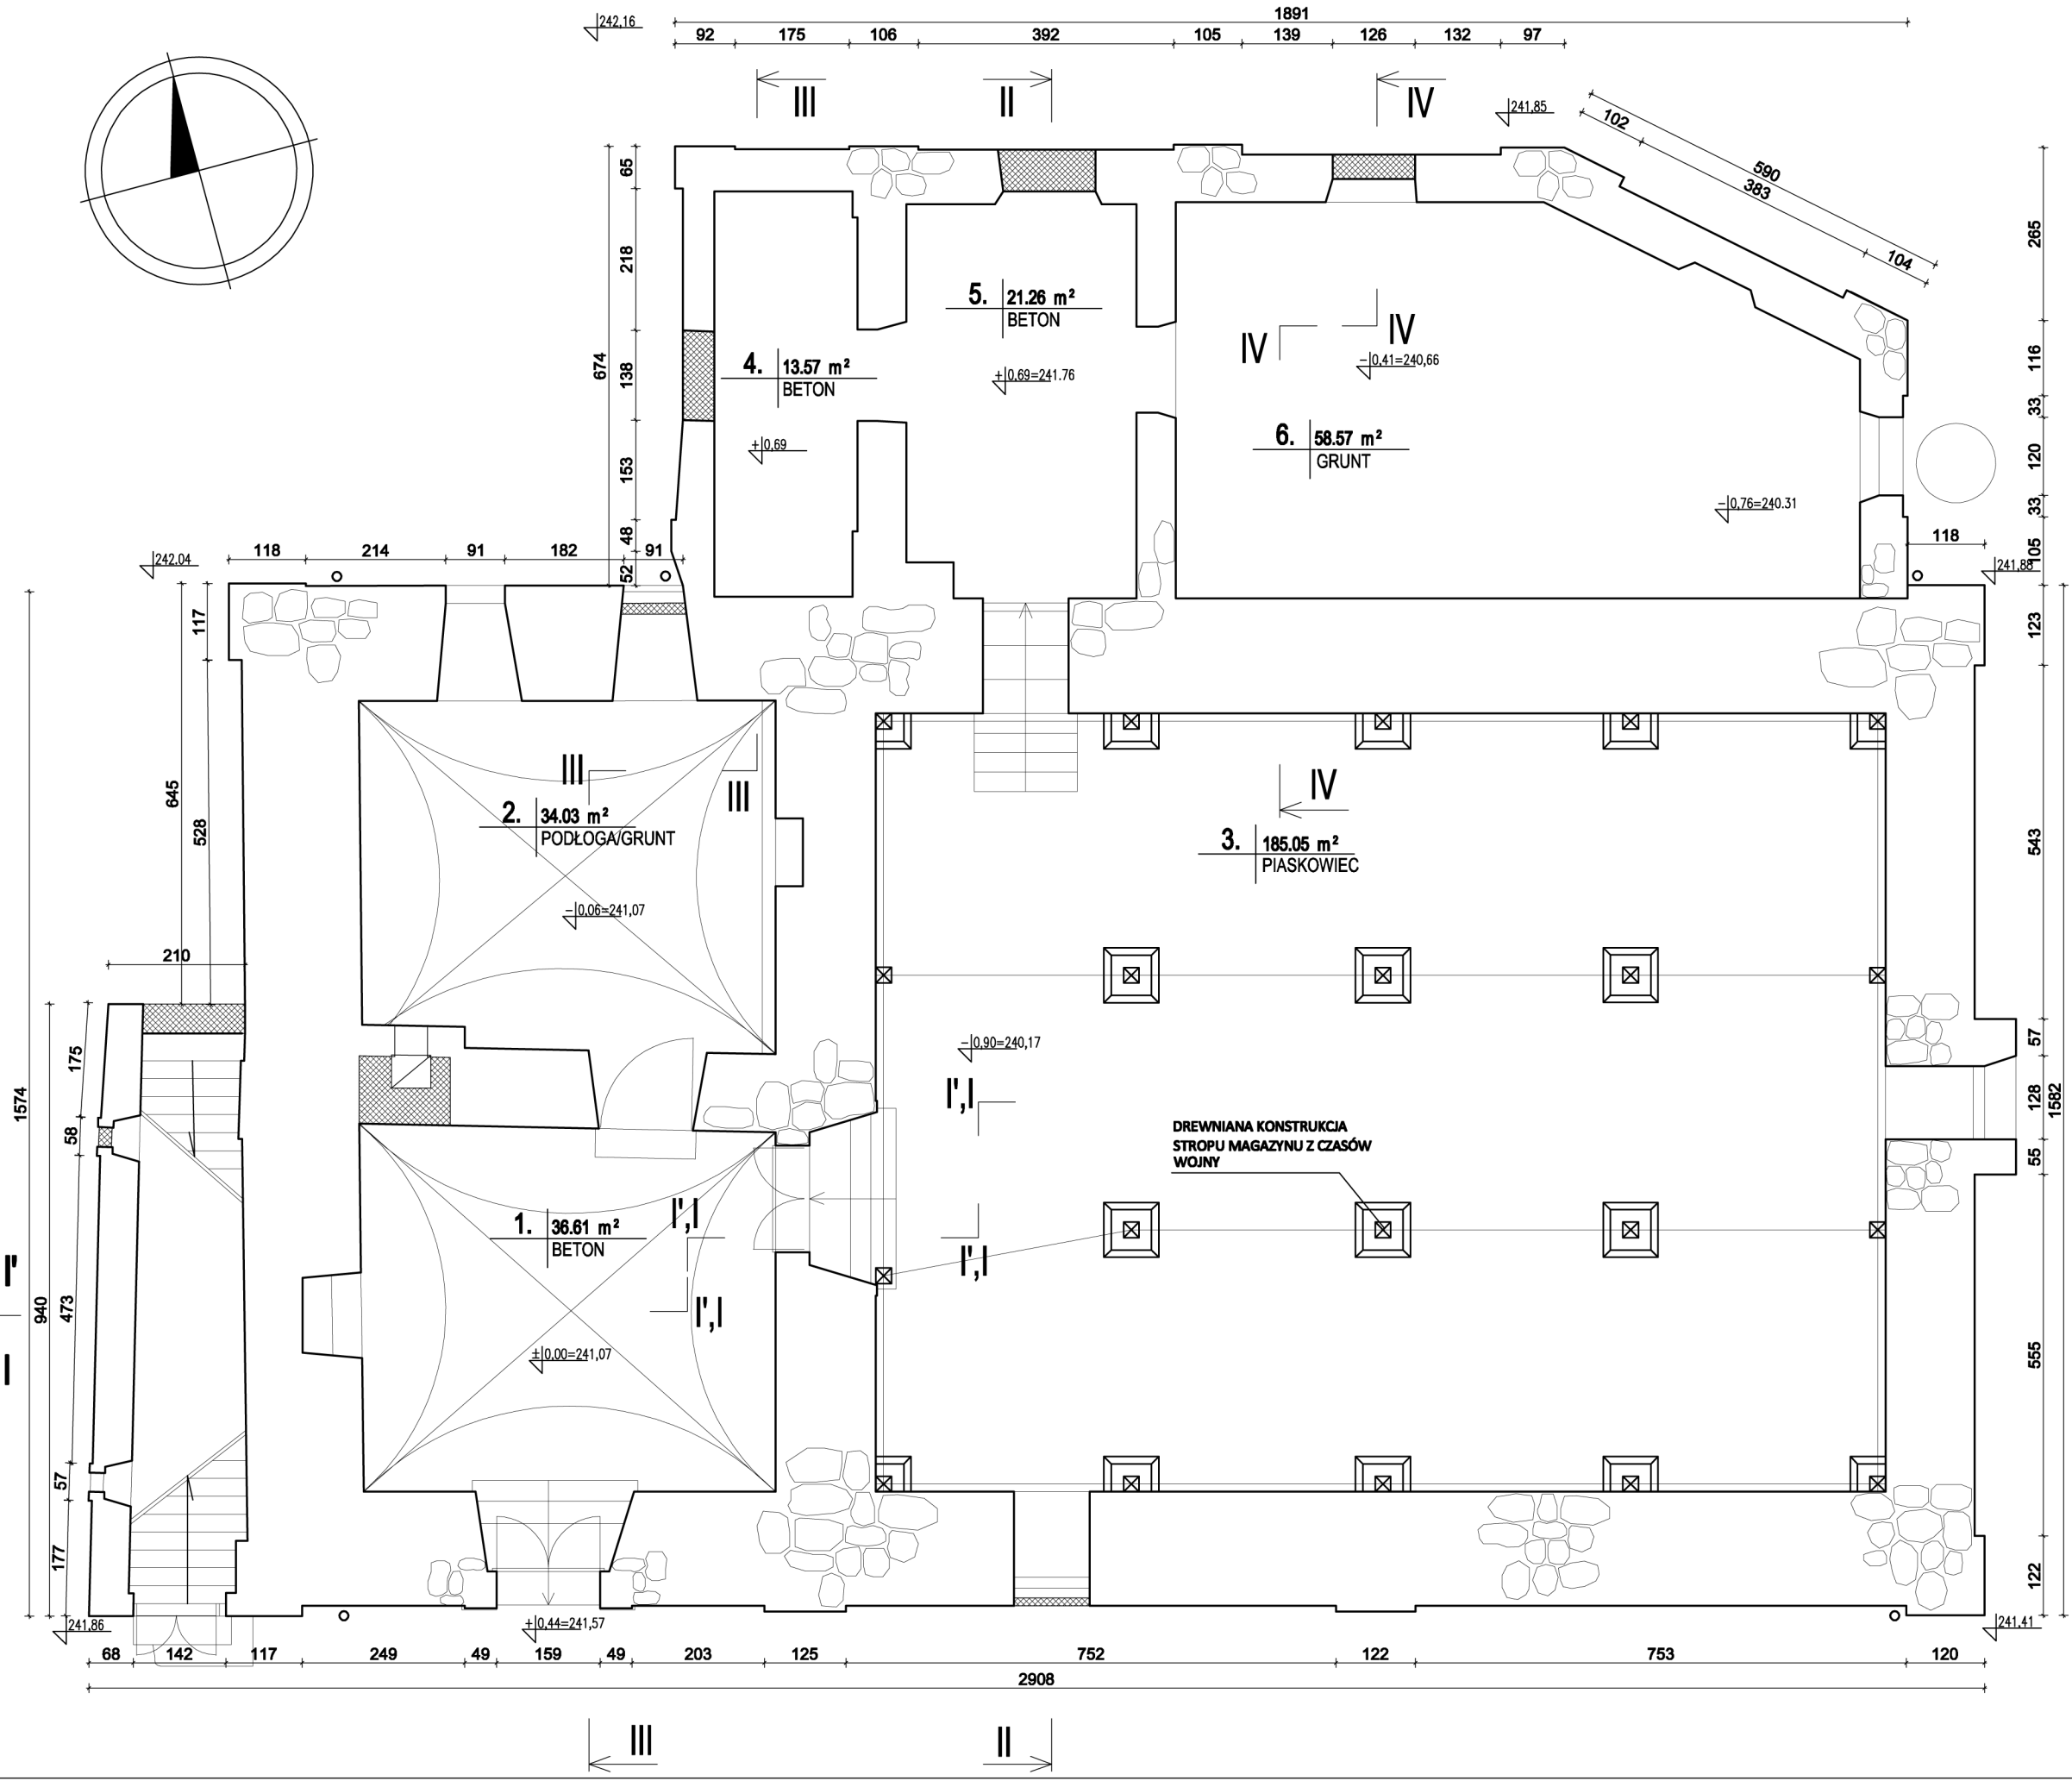 242,16
1891
92 175 106 392 105 139 126 132 97
III II IV
241,85
102
590
383
104
65
218
674
138
153
48
52
265
116
33
120
33
105
5. 21.26 m²
BETON
+0,69=241.76
4. 13.57 m²
BETON
+0,69
IV IV
-0,41=240,66
6. 58.57 m²
GRUNT
-0,76=240.31
118
241,88
242.04
118 214 91 182 91
117
645
528
123
543
III
III
2. 34.03 m²
PODŁOGA/GRUNT
-0,06=241,07
IV
3. 185.05 m²
PIASKOWIEC
210
-0,90=240,17
I',I
I',I
57
128
1582
55
555
122
175
58
1574
940
473
57
177
DREWNIANA KONSTRUKCJA
STROPU MAGAZYNU Z CZASÓW
WOJNY
1. 36.61 m²
BETON
I',I
I',I
±0,00=241,07
I'
I
241,86
+0,44=241,57
241,41
68 142 117 249 49 159 49 203 125 752 122 753 120
2908
III II